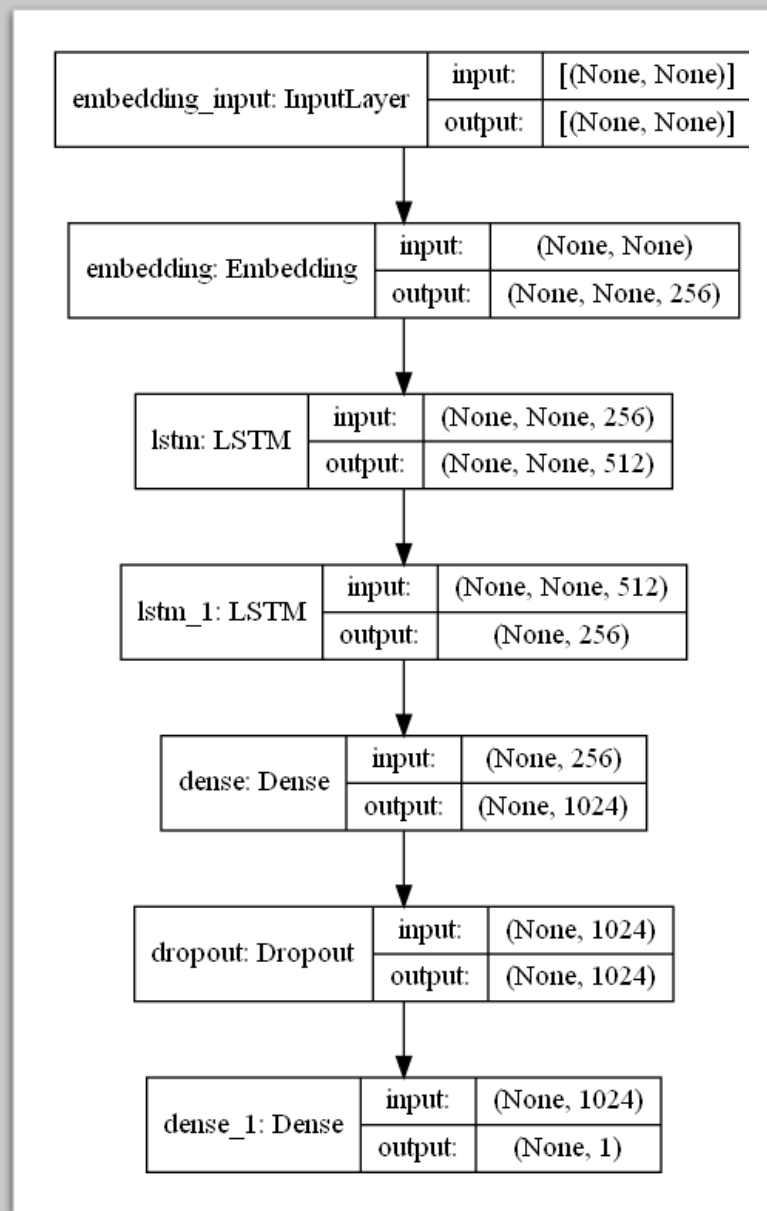 embedding_input: InputLayer
input: [(None, None)]
output: [(None, None)]
embedding: Embedding
input: (None, None)
output: (None, None, 256)
lstm: LSTM
input: (None, None, 256)
output: (None, None, 512)
lstm_1: LSTM
input: (None, None, 512)
output: (None, 256)
dense: Dense
input: (None, 256)
output: (None, 1024)
dropout: Dropout
input: (None, 1024)
output: (None, 1024)
dense_1: Dense
input: (None, 1024)
output: (None, 1)